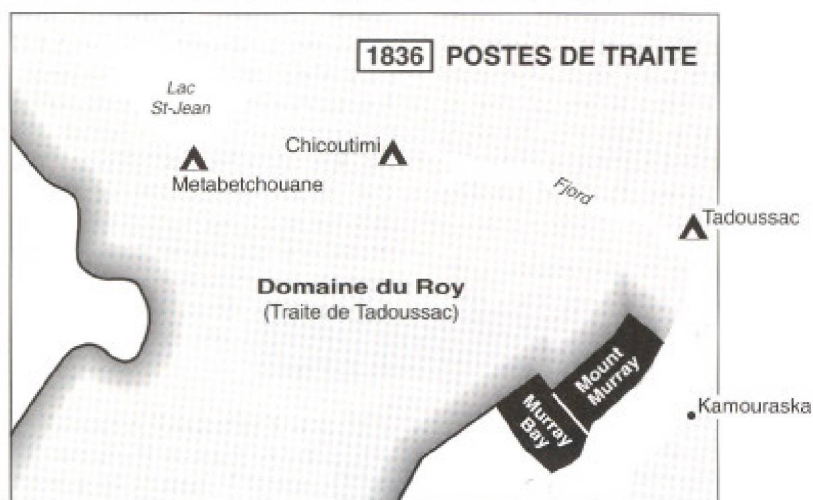 1836 POSTES DE TRAITE
Lac
St-Jean
Chicoutimi
Metabetchouane
Fjord
Tadoussac
Domaine du Roy
(Traite de Tadoussac)
Mount
Murray
Murray
Bay
Kamouraska